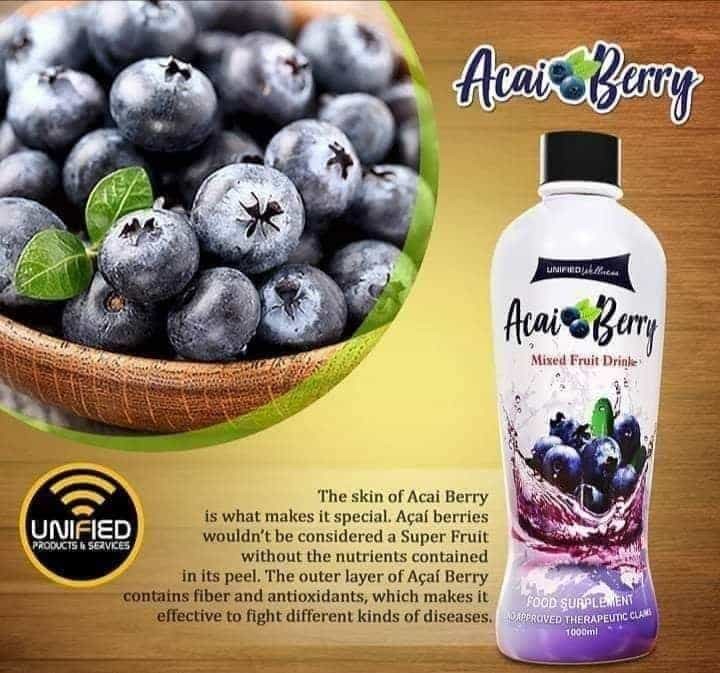 Acai Berry
UNIFIED Wellness
Acai Berry
Mixed Fruit Drink
The skin of Acai Berry
is what makes it special. Açaí berries
wouldn't be considered a Super Fruit
without the nutrients contained
in its peel. The outer layer of Açaí Berry
contains fiber and antioxidants, which makes it
effective to fight different kinds of diseases.
UNIFIED
PRODUCTS & SERVICES
FOOD SUPPLEMENT
NO APPROVED THERAPEUTIC CLAIMS
1000ml